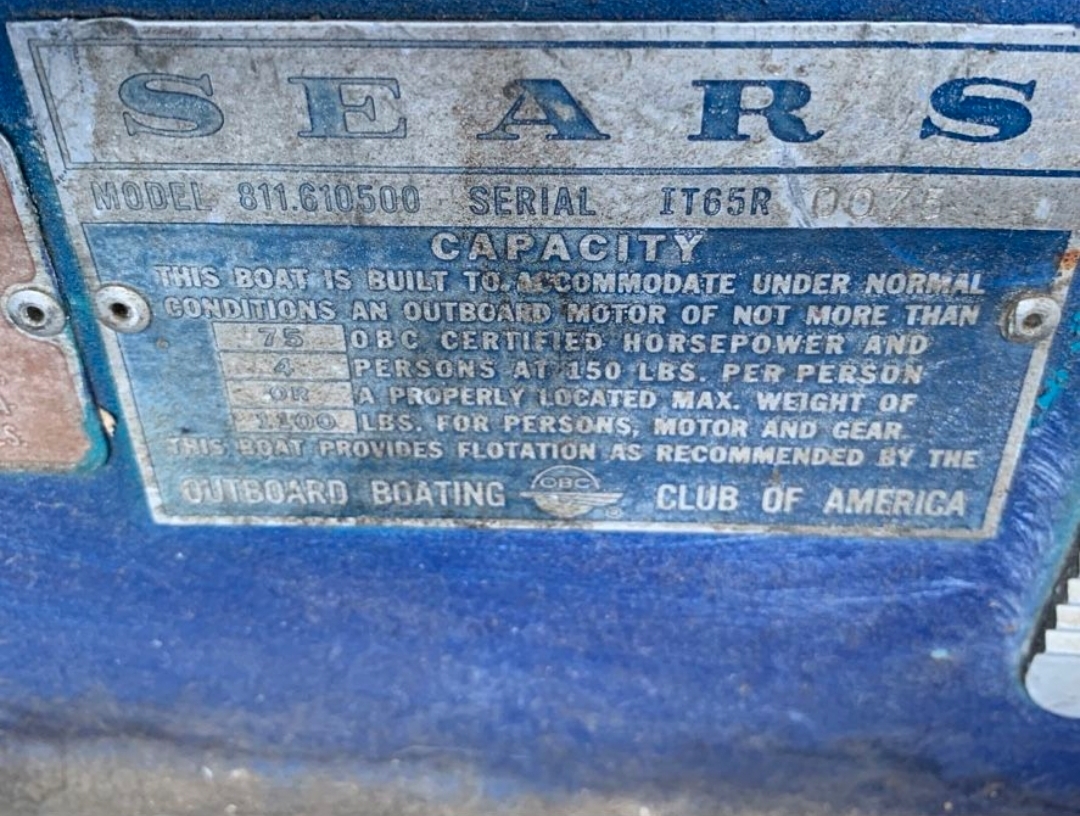 SEARS
MODEL 811.610500 SERIAL IT65R 0075
CAPACITY
THIS BOAT IS BUILT TO ACCOMMODATE UNDER NORMAL
CONDITIONS AN OUTBOARD MOTOR OF NOT MORE THAN
75 OBC CERTIFIED HORSEPOWER AND
4 PERSONS AT 150 LBS. PER PERSON
OR A PROPERLY LOCATED MAX. WEIGHT OF
1100 LBS. FOR PERSONS, MOTOR AND GEAR
THIS BOAT PROVIDES FLOTATION AS RECOMMENDED BY THE
OUTBOARD BOATING OBC ® CLUB OF AMERICA